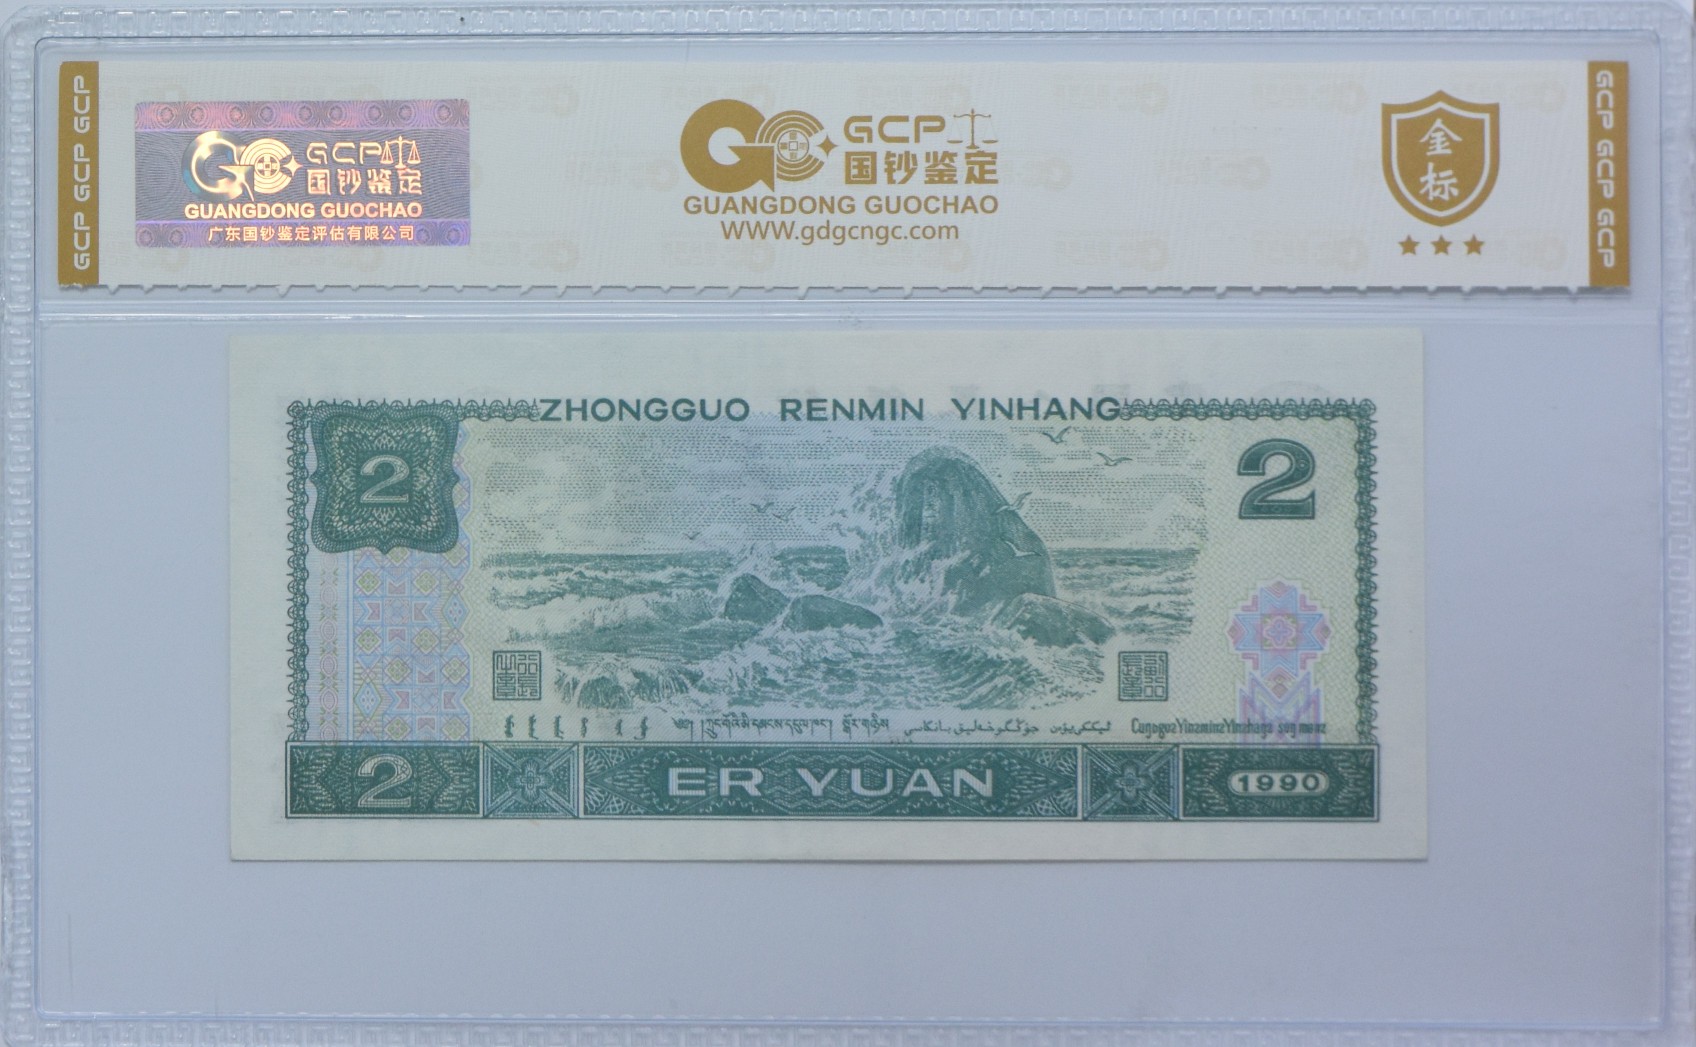 GCP GCP GCP
GCP
国钞鉴定
GUANGDONG GUOCHAO
广东国钞鉴定评估有限公司
GCP
国钞鉴定
GUANGDONG GUOCHAO
WWW.gdgcngc.com
金标
GCP GCP GCP
ZHONGGUO RENMIN YINHANG
2
2
2
ER YUAN
1990